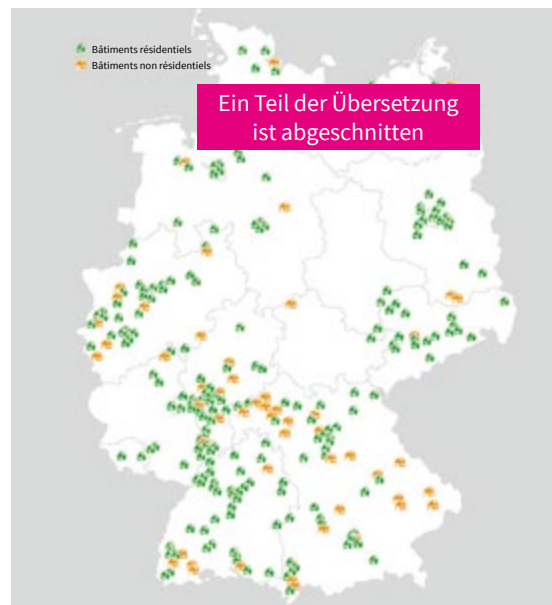 Bâtiments résidentiels
Bâtiments non résidentiels
Ein Teil der Übersetzung
ist abgeschnitten